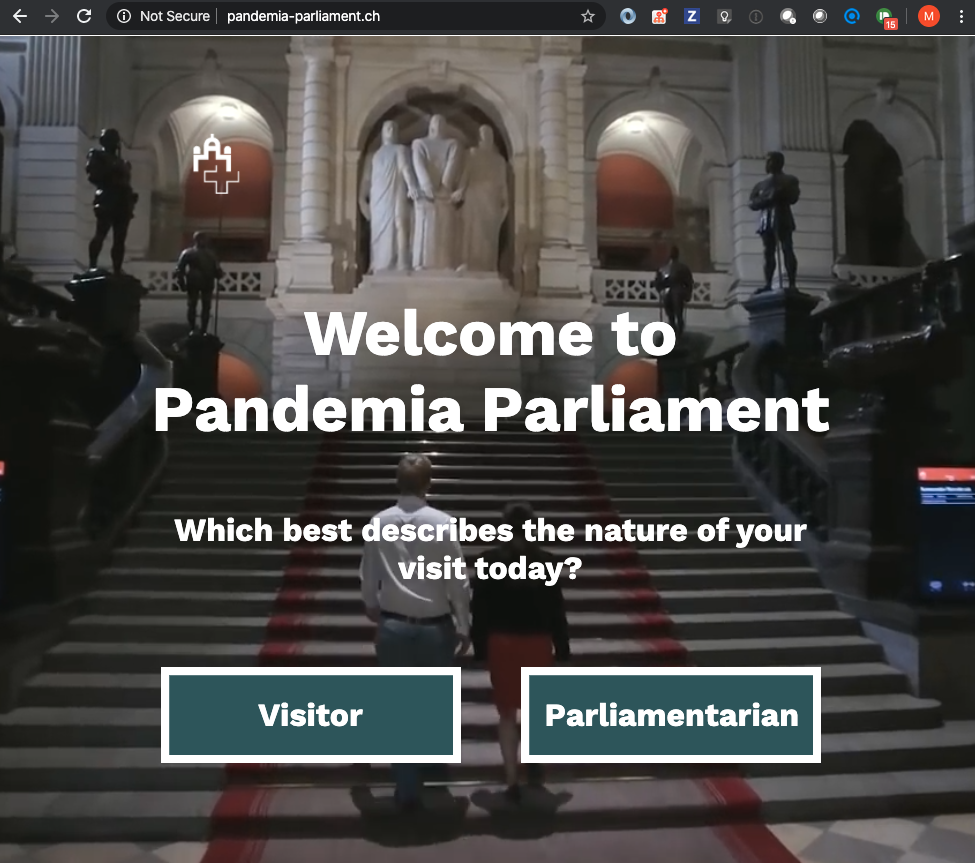 Not Secure
pandemia-parliament.ch
Z
15
M
Welcome to
Pandemia Parliament
Which best describes the nature of your
visit today?
Visitor
Parliamentarian